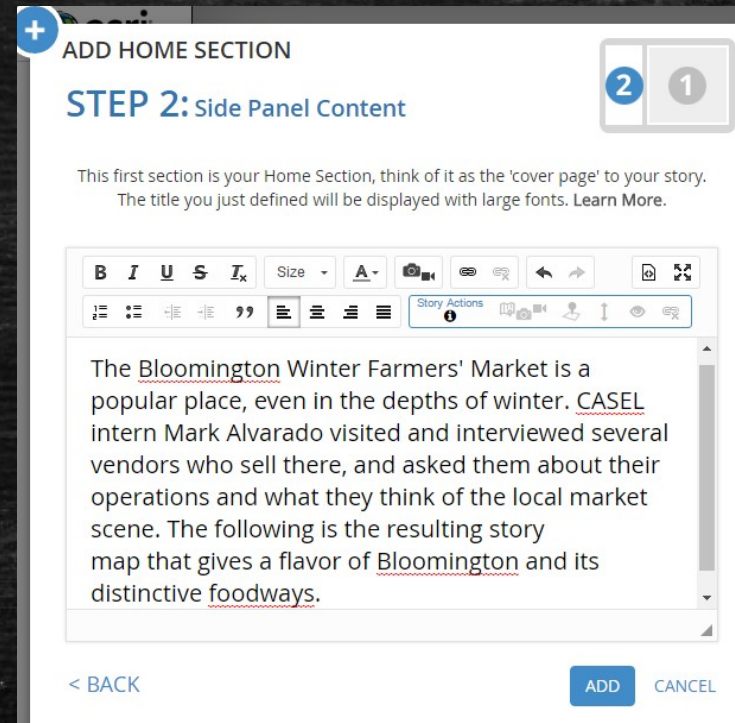 esri
ADD HOME SECTION
STEP 2: Side Panel Content
2
1
This first section is your Home Section, think of it as the 'cover page' to your story.
The title you just defined will be displayed with large fonts. Learn More.
B I U S Tx Size A
Story Actions
The Bloomington Winter Farmers' Market is a
popular place, even in the depths of winter. CASEL
intern Mark Alvarado visited and interviewed several
vendors who sell there, and asked them about their
operations and what they think of the local market
scene. The following is the resulting story
map that gives a flavor of Bloomington and its
distinctive foodways.
< BACK
ADD
CANCEL